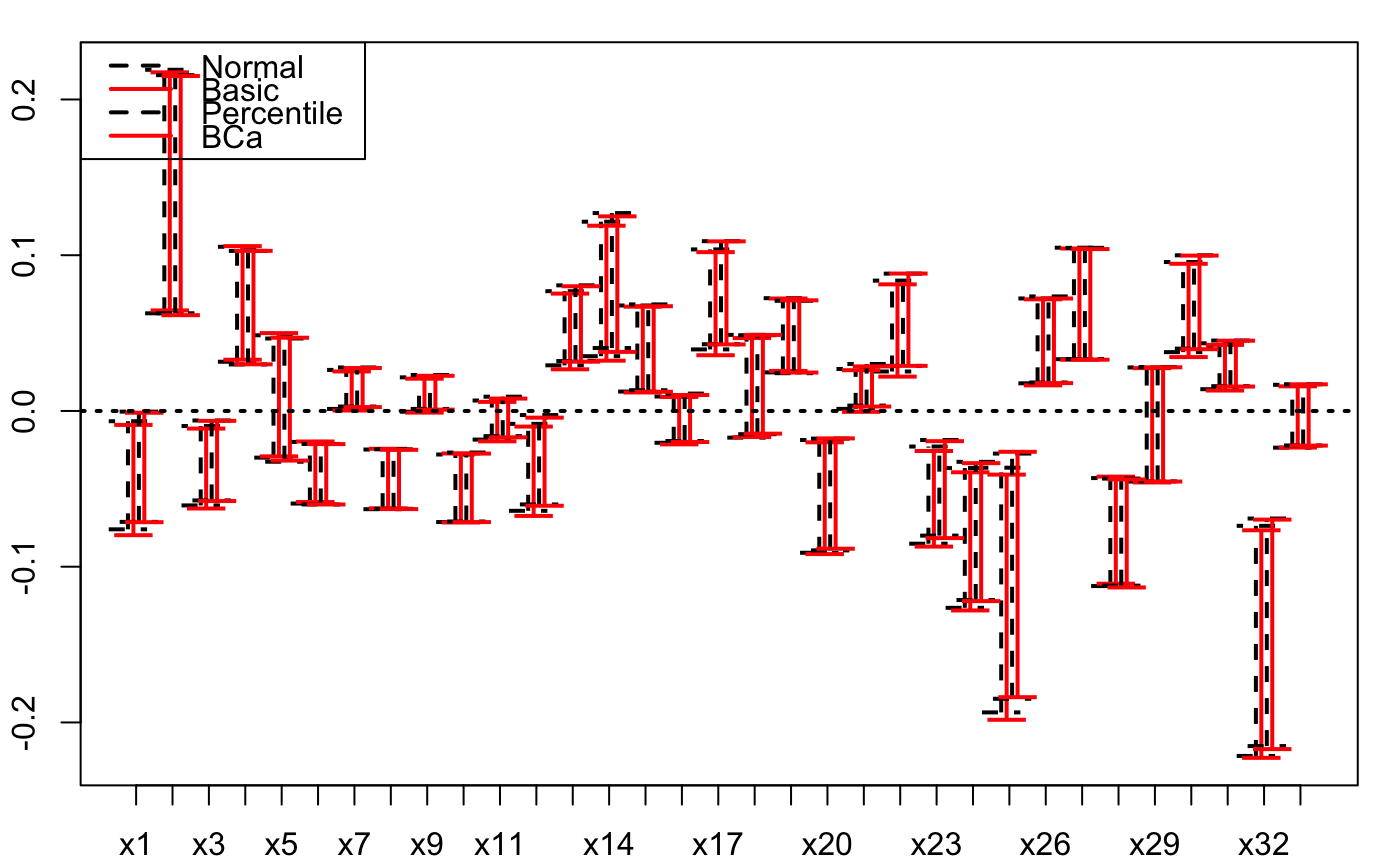 Normal
Basic
Percentile
BCa
0.2
0.1
0.0
-0.1
-0.2
x1 x3 x5 x7 x9 x11 x14 x17 x20 x23 x26 x29 x32